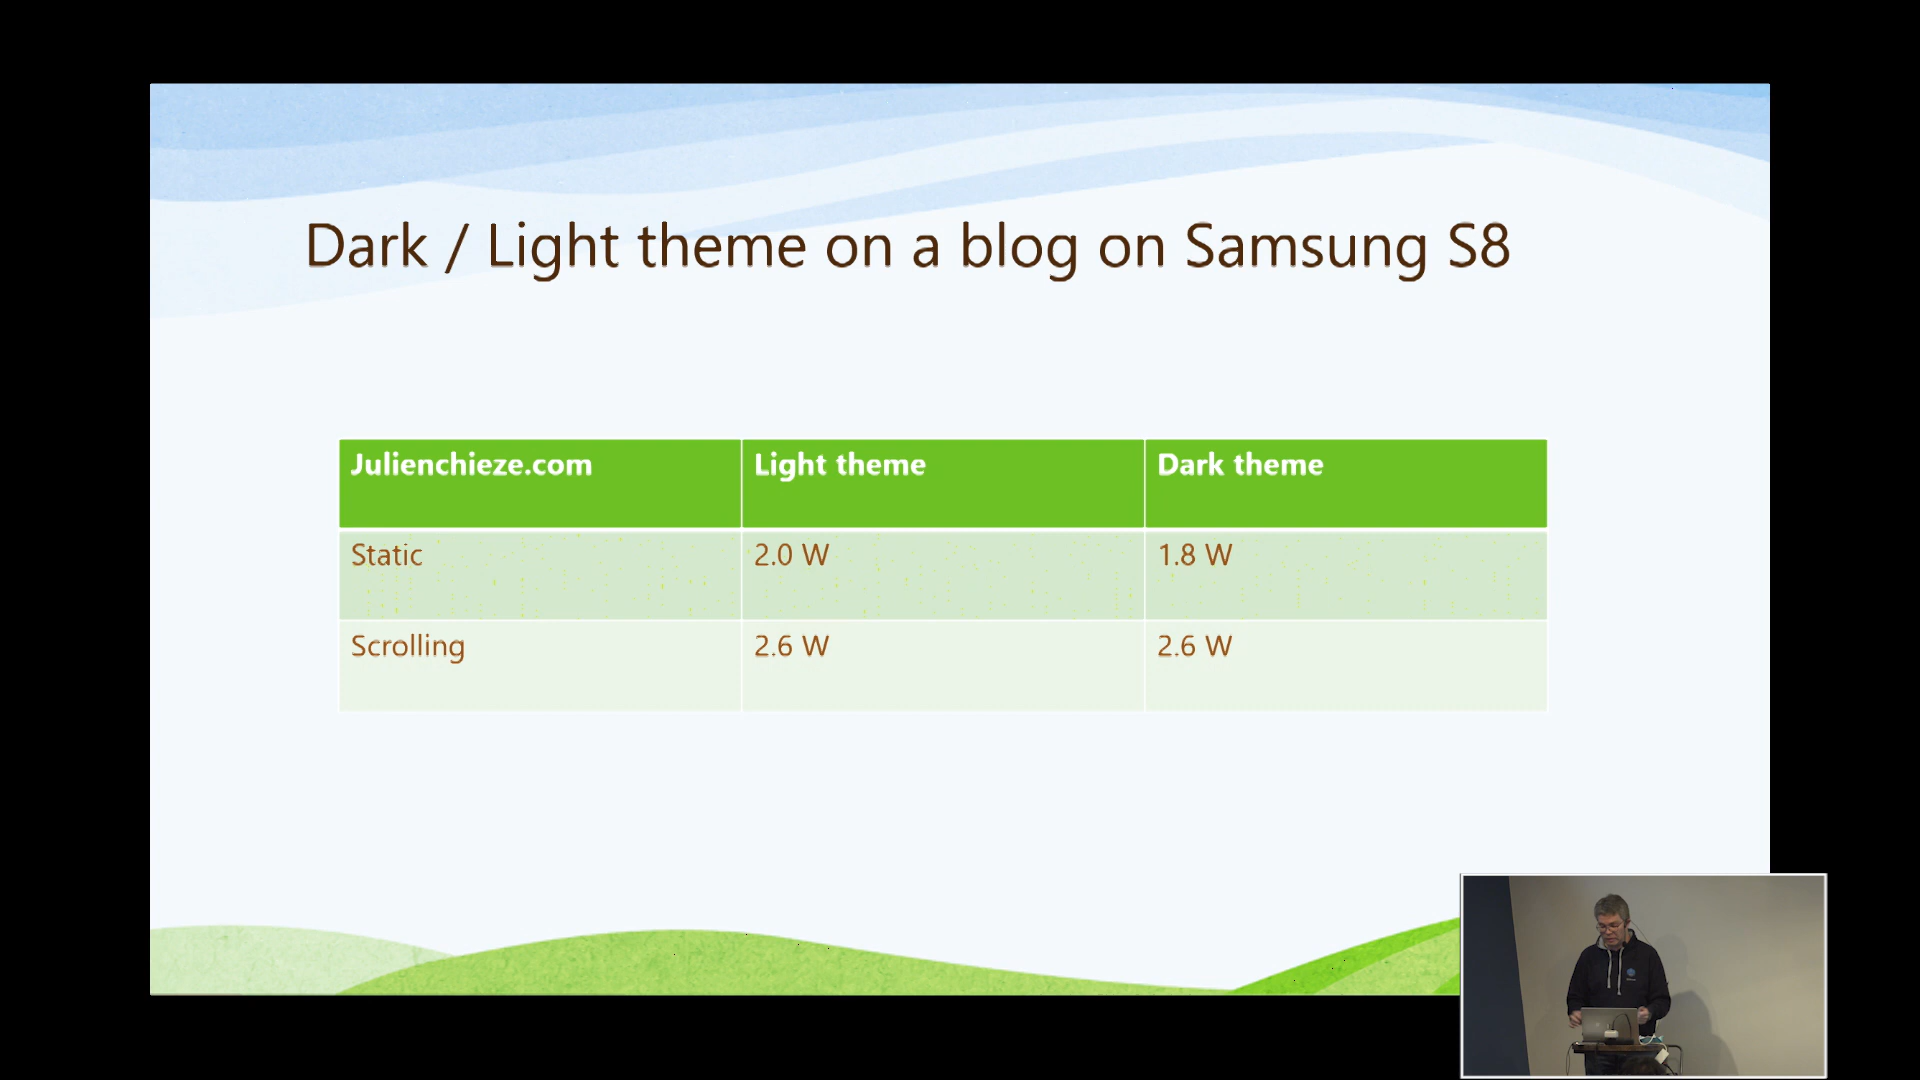 Dark / Light theme on a blog on Samsung S8
Julienchieze.com Light theme Dark theme
Static 2.0 W 1.8 W
Scrolling 2.6 W 2.6 W